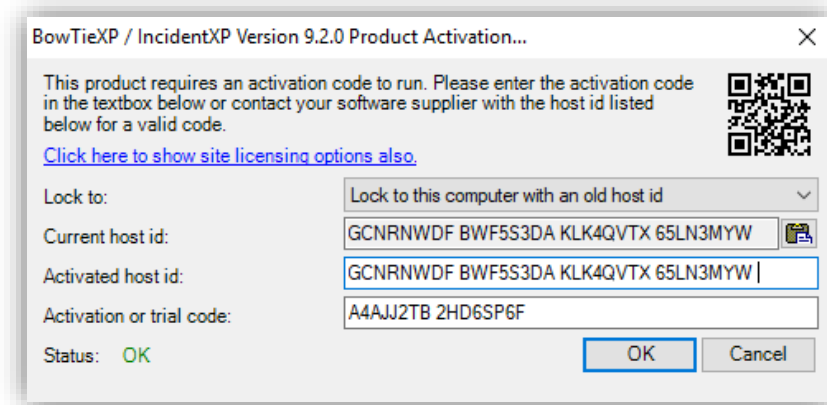 BowTieXP / IncidentXP Version 9.2.0 Product Activation...
This product requires an activation code to run. Please enter the activation code
in the textbox below or contact your software supplier with the host id listed
below for a valid code.
Click here to show site licensing options also.
Lock to: Lock to this computer with an old host id
Current host id: GCNRNWDF BWF5S3DA KLK4QVTX 65LN3MYW
Activated host id: GCNRNWDF BWF5S3DA KLK4QVTX 65LN3MYW
Activation or trial code: A4AJJ2TB 2HD6SP6F
Status: OK OK Cancel